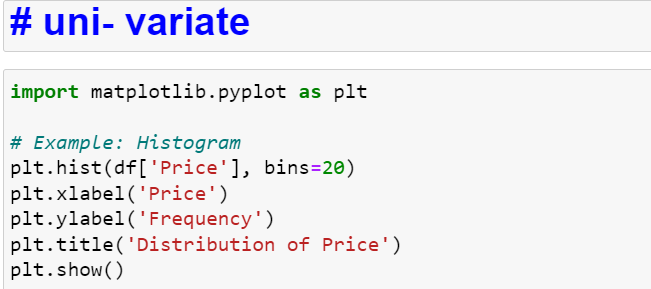 # uni- variate
import matplotlib.pyplot as plt
# Example: Histogram
plt.hist(df['Price'], bins=20)
plt.xlabel('Price')
plt.ylabel('Frequency')
plt.title('Distribution of Price')
plt.show()